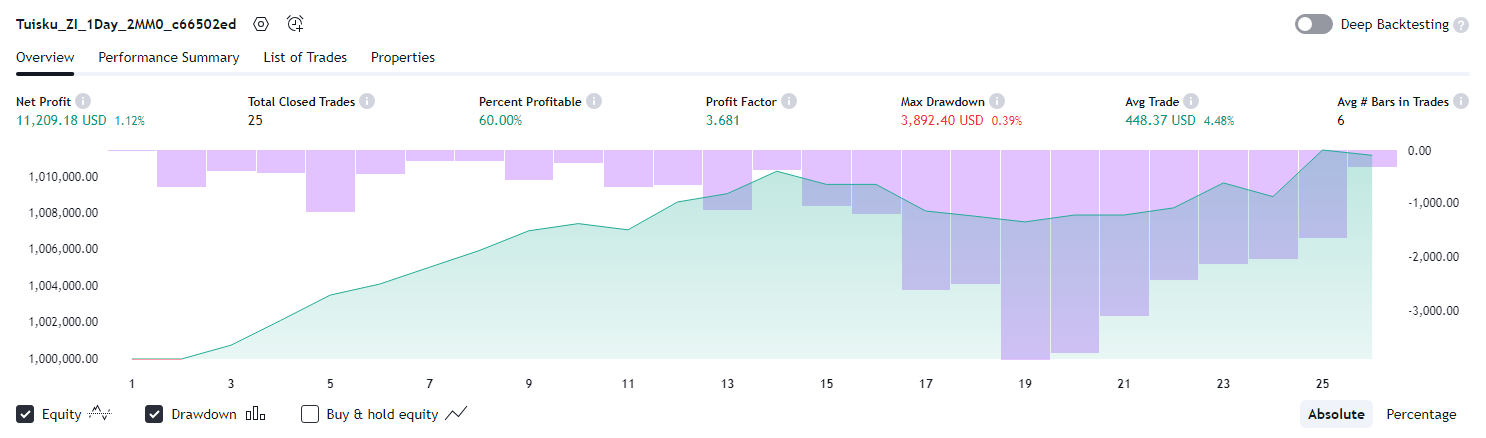 Tuisku_ZI_1Day_2MM0_c66502ed
Deep Backtesting ?
Overview Performance Summary List of Trades Properties
Net Profit i Total Closed Trades i Percent Profitable i Profit Factor i Max Drawdown i Avg Trade i Avg # Bars in Trades i
11,209.18 USD 1.12% 25 60.00% 3.681 3,892.40 USD 0.39% 448.37 USD 4.48% 6
0.00
1,010,000.00
1,008,000.00 -1,000.00
1,006,000.00 -2,000.00
1,004,000.00
1,002,000.00 -3,000.00
1,000,000.00
1 3 5 7 9 11 13 15 17 19 21 23 25
Equity Drawdown Buy & hold equity Absolute Percentage